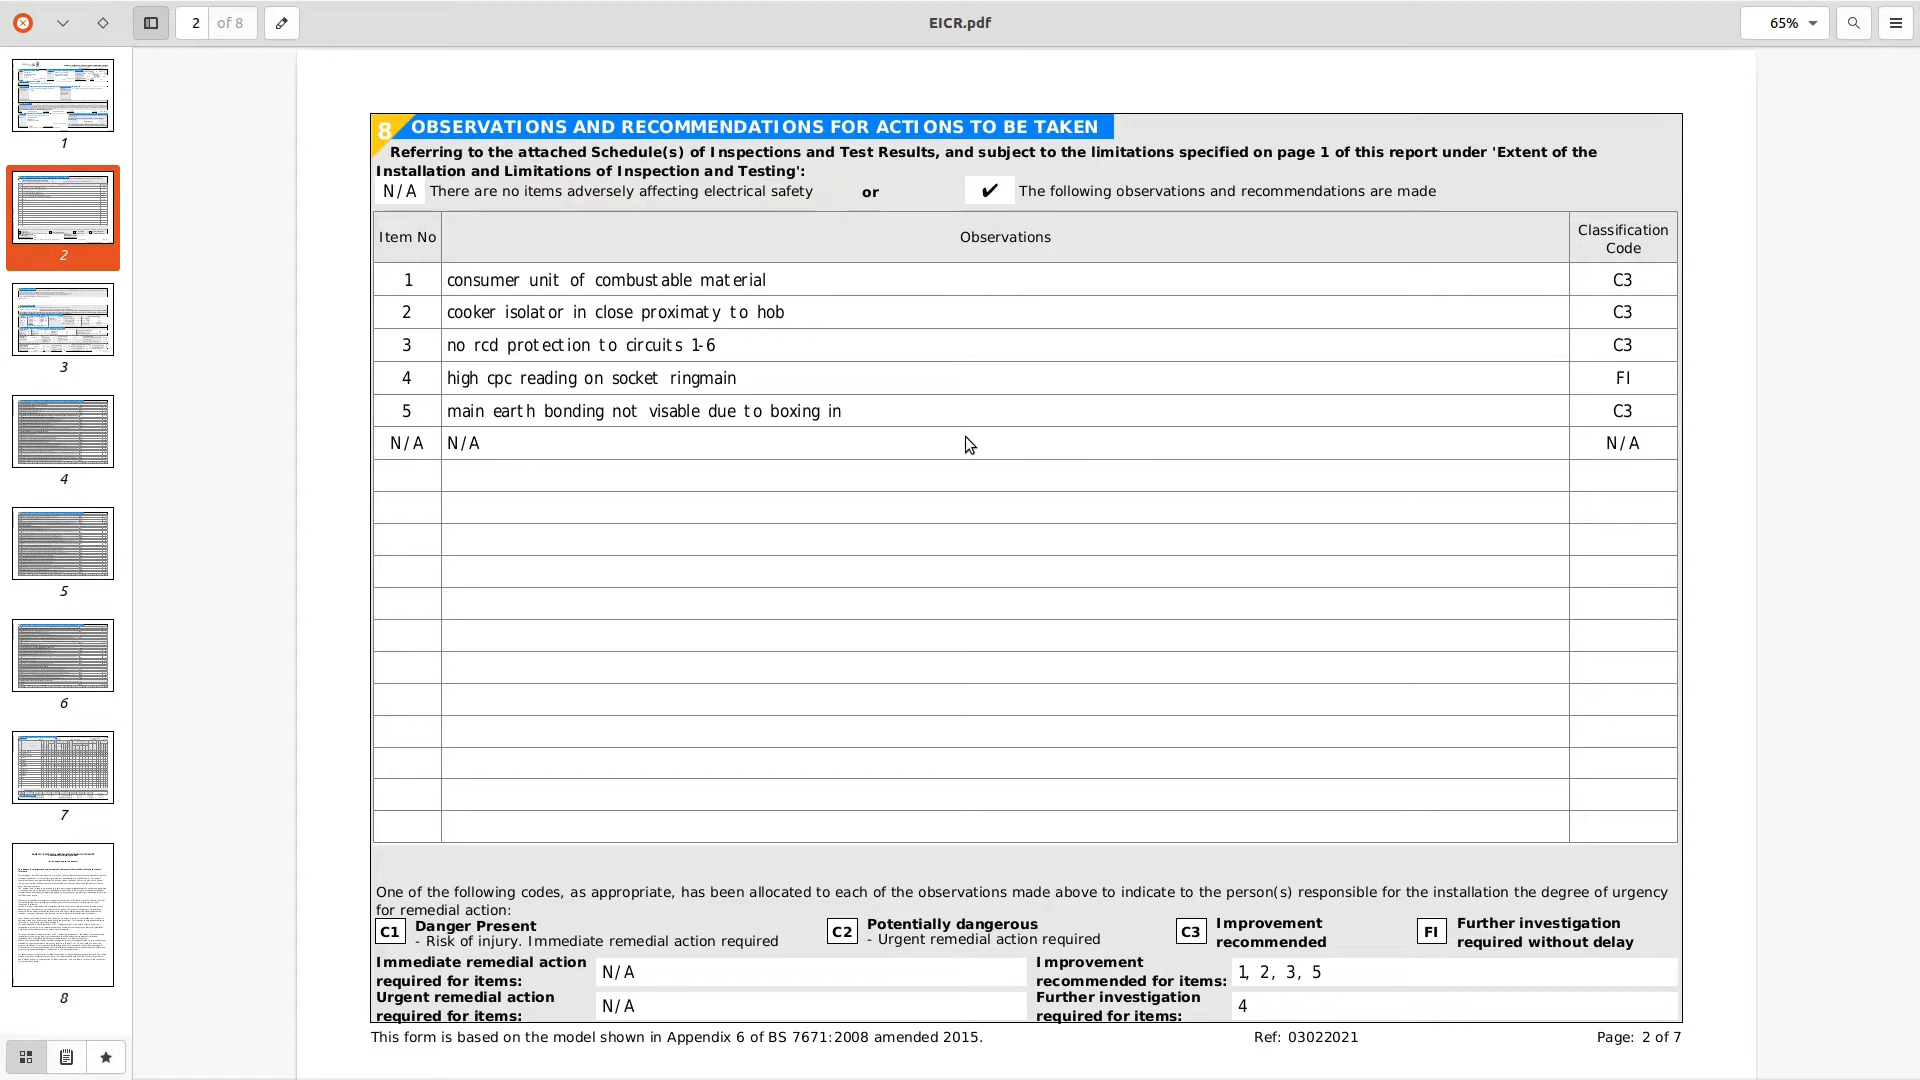 2 of 8
EICR.pdf
65%
1
2
3
4
5
6
7
8
8 OBSERVATIONS AND RECOMMENDATIONS FOR ACTIONS TO BE TAKEN
Referring to the attached Schedule(s) of Inspections and Test Results, and subject to the limitations specified on page 1 of this report under 'Extent of the
Installation and Limitations of Inspection and Testing':
N/A There are no items adversely affecting electrical safety or ✔ The following observations and recommendations are made
Item No Observations Classification Code
1 consumer unit of combustable material C3
2 cooker isolator in close proximaty to hob C3
3 no rcd protection to circuits 1-6 C3
4 high cpc reading on socket ringmain FI
5 main earth bonding not visable due to boxing in C3
N/A N/A N/A
One of the following codes, as appropriate, has been allocated to each of the observations made above to indicate to the person(s) responsible for the installation the degree of urgency
for remedial action:
C1 Danger Present
- Risk of injury. Immediate remedial action required
C2 Potentially dangerous
- Urgent remedial action required
C3 Improvement
recommended
FI Further investigation
required without delay
Immediate remedial action
required for items: N/A
Improvement
recommended for items: 1, 2, 3, 5
Urgent remedial action
required for items: N/A
Further investigation
required for items: 4
This form is based on the model shown in Appendix 6 of BS 7671:2008 amended 2015. Ref: 03022021 Page: 2 of 7